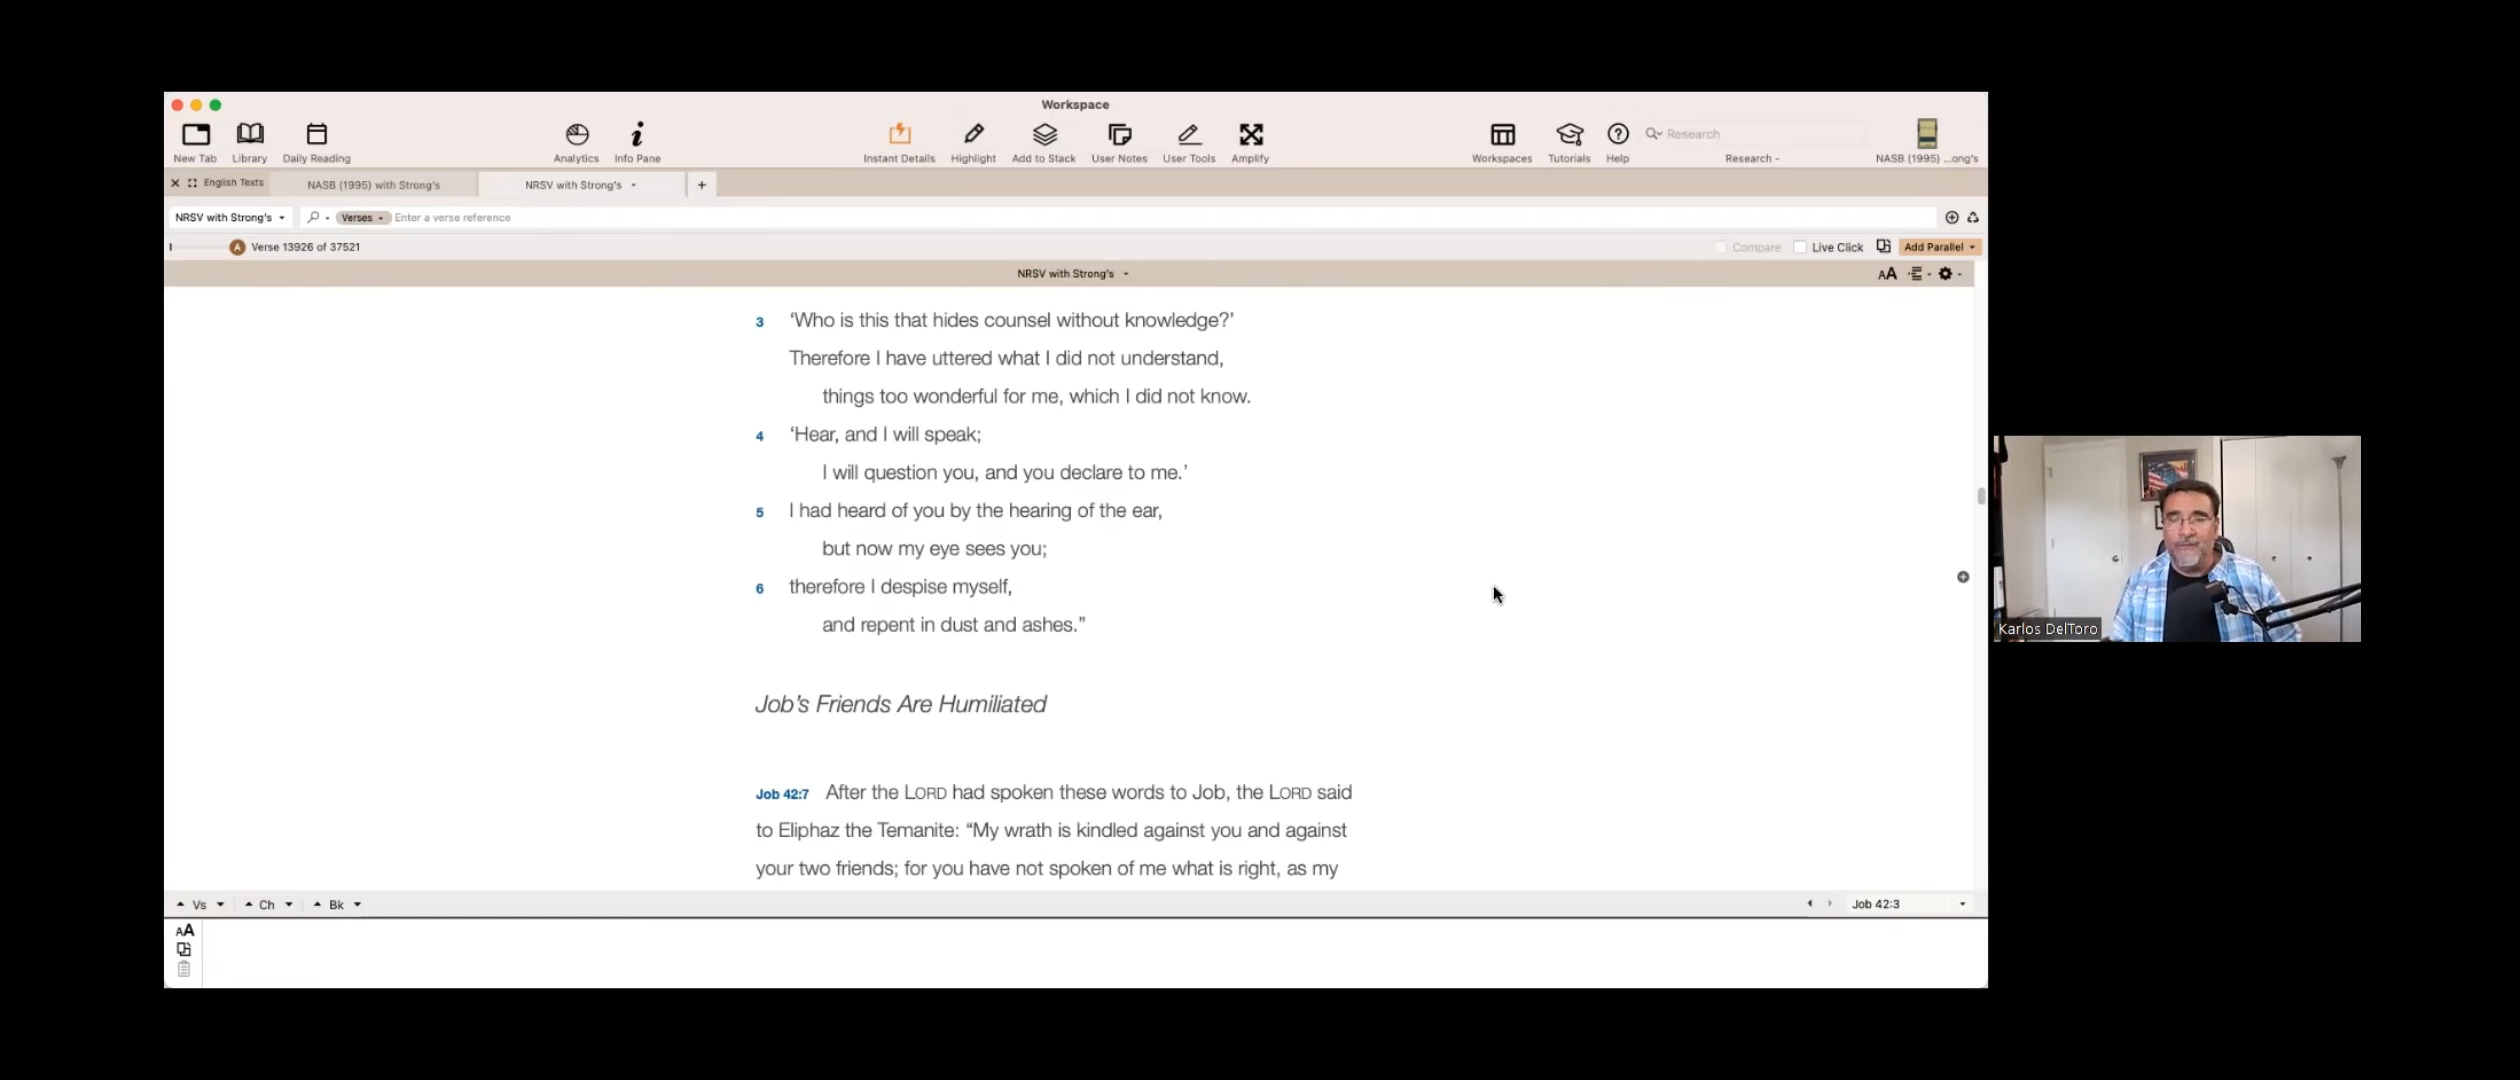 Workspace
New Tab Library Daily Reading Analytics Info Pane Instant Details Highlight Add to Stack User Notes User Tools Amplify Workspaces Tutorials Help Research Research NASB (1995) ...ong's
English Texts NASB (1995) with Strong's NRSV with Strong's +
NRSV with Strong's Verses Enter a verse reference
A Verse 13926 of 37521 Compare Live Click Add Parallel
NRSV with Strong's AA
3 ‘Who is this that hides counsel without knowledge?’
Therefore I have uttered what I did not understand,
things too wonderful for me, which I did not know.
4 ‘Hear, and I will speak;
I will question you, and you declare to me.’
5 I had heard of you by the hearing of the ear,
but now my eye sees you;
6 therefore I despise myself,
and repent in dust and ashes.”
Karlos DelToro
Job’s Friends Are Humiliated
Job 42:7 After the LORD had spoken these words to Job, the LORD said
to Eliphaz the Temanite: “My wrath is kindled against you and against
your two friends; for you have not spoken of me what is right, as my
Vs Ch Bk Job 42:3
AA